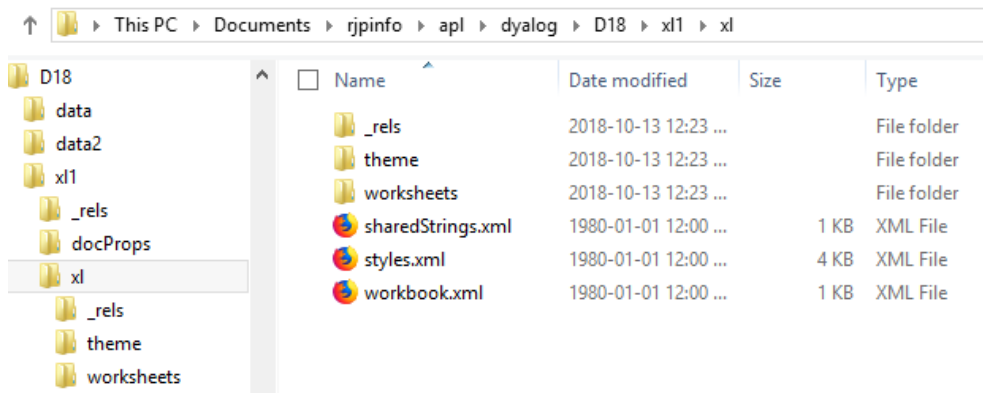 This PC Documents rjpinfo apl dyalog D18 xl1 xl
D18
data
data2
xl1
_rels
docProps
xl
_rels
theme
worksheets
Name Date modified Size Type
_rels 2018-10-13 12:23 ... File folder
theme 2018-10-13 12:23 ... File folder
worksheets 2018-10-13 12:23 ... File folder
sharedStrings.xml 1980-01-01 12:00 ... 1 KB XML File
styles.xml 1980-01-01 12:00 ... 4 KB XML File
workbook.xml 1980-01-01 12:00 ... 1 KB XML File